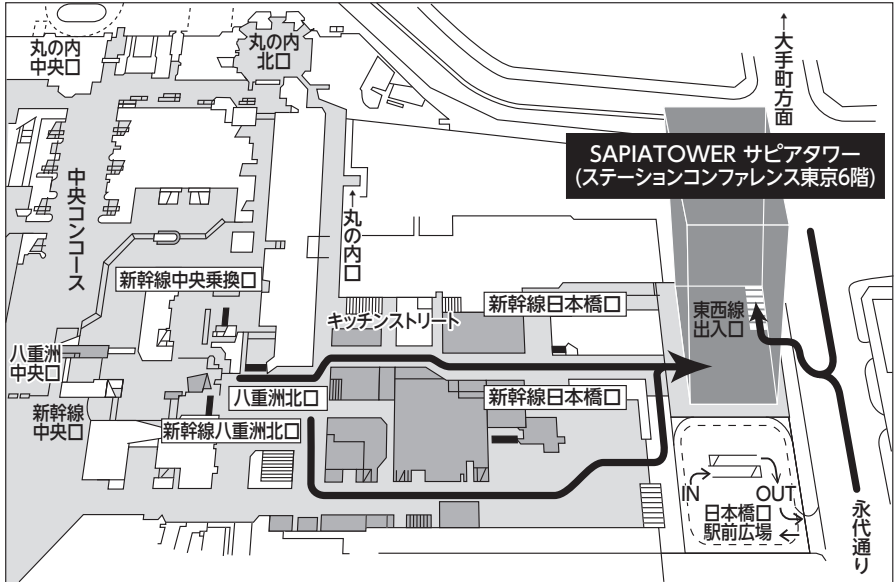 丸の内
中央口
丸の内
北口
↑大手町方面
SAPIATOWER サピアタワー
(ステーションコンファレンス東京6階)
中央コンコース
↑丸の内口
新幹線中央乗換口
キッチンストリート
新幹線日本橋口
東西線
出入口
八重洲
中央口
八重洲北口
新幹線日本橋口
新幹線
中央口
新幹線八重洲北口
IN
OUT
日本橋口
駅前広場
永代通り